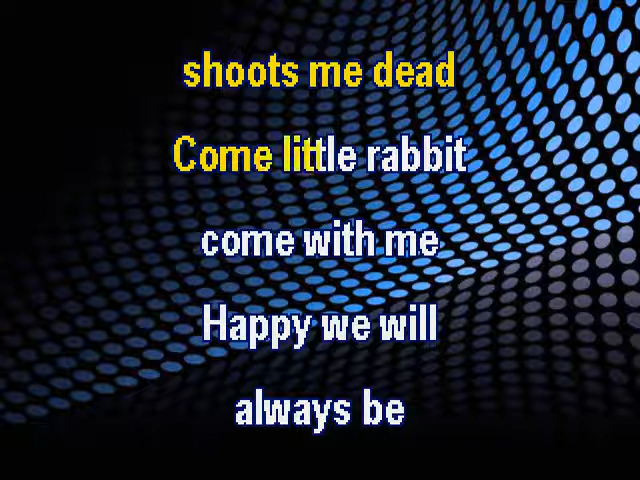 shoots me dead
Come little rabbit
come with me
Happy we will
always be